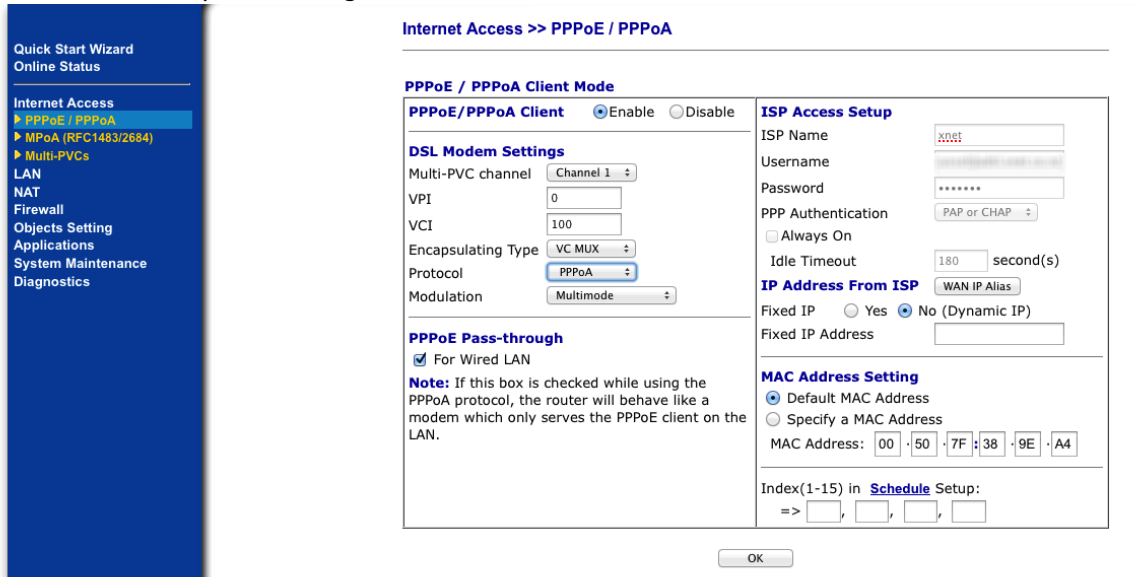 Quick Start Wizard
Online Status
Internet Access
PPPoE / PPPoA
MPoA (RFC1483/2684)
Multi-PVCs
LAN
NAT
Firewall
Objects Setting
Applications
System Maintenance
Diagnostics
Internet Access >> PPPoE / PPPoA
PPPoE / PPPoA Client Mode
PPPoE/PPPoA Client Enable Disable
DSL Modem Settings
Multi-PVC channel Channel 1
VPI 0
VCI 100
Encapsulating Type VC MUX
Protocol PPPoA
Modulation Multimode
PPPoE Pass-through
For Wired LAN
Note: If this box is checked while using the
PPPoA protocol, the router will behave like a
modem which only serves the PPPoE client on the
LAN.
ISP Access Setup
ISP Name xnet
Username
Password •••••••
PPP Authentication PAP or CHAP
Always On
Idle Timeout 180 second(s)
IP Address From ISP WAN IP Alias
Fixed IP Yes No (Dynamic IP)
Fixed IP Address
MAC Address Setting
Default MAC Address
Specify a MAC Address
MAC Address: 00 · 50 · 7F : 38 · 9E · A4
Index(1-15) in Schedule Setup:
=> , , ,
OK